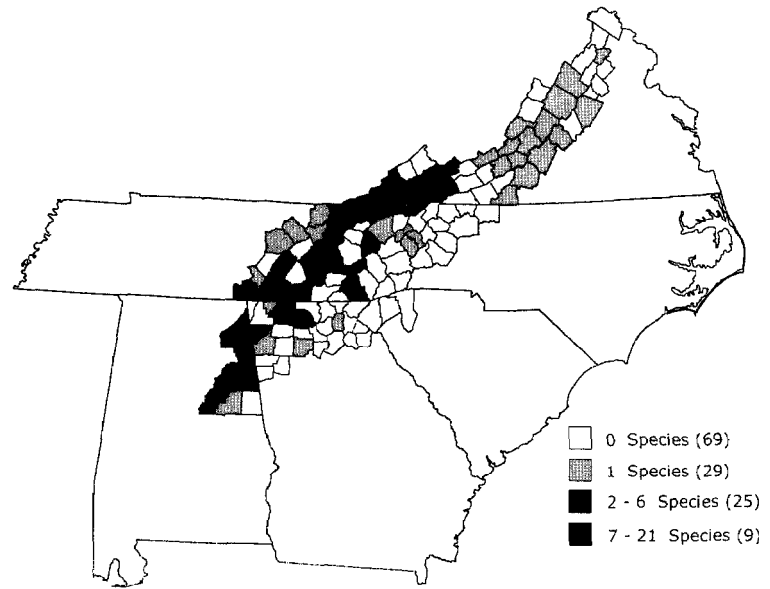 0 Species (69)
1 Species (29)
2 - 6 Species (25)
7 - 21 Species (9)